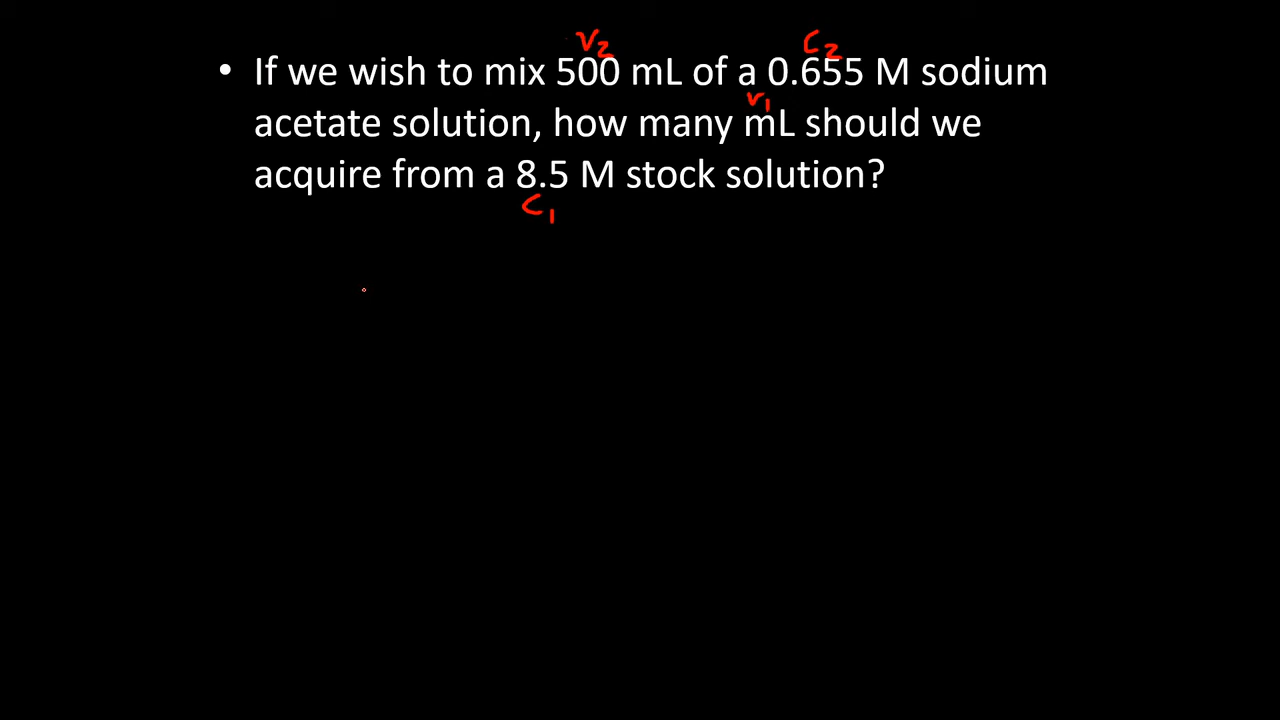 V2 C2
• If we wish to mix 500 mL of a 0.655 M sodium
V1
acetate solution, how many mL should we
acquire from a 8.5 M stock solution?
C1